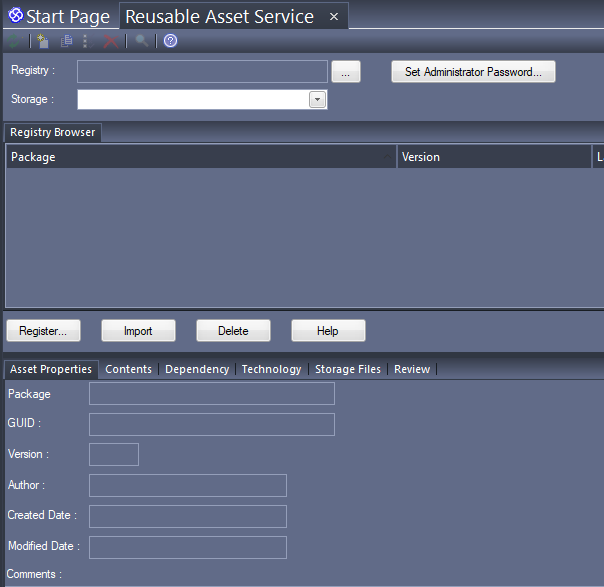 Start Page Reusable Asset Service ×
Registry : ... Set Administrator Password...
Storage :
Registry Browser
Package Version L
Register... Import Delete Help
Asset Properties Contents Dependency Technology Storage Files Review
Package
GUID :
Version :
Author :
Created Date :
Modified Date :
Comments :